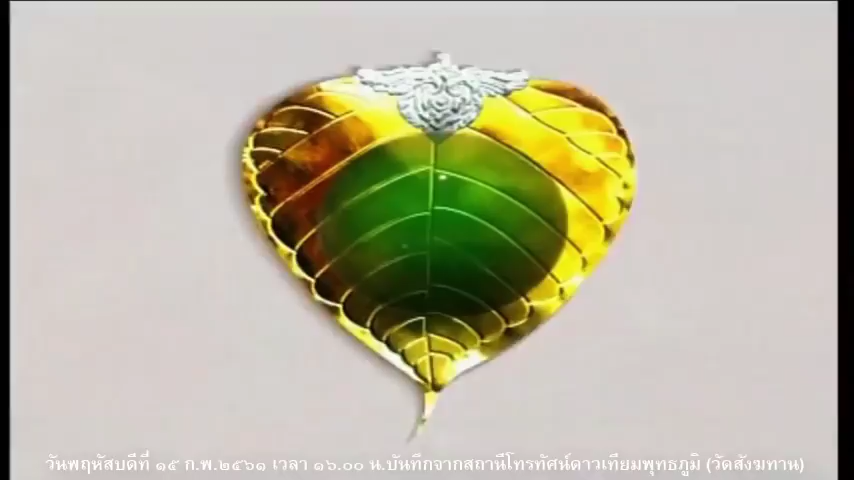 วันพฤหัสบดีที่ ๑๕ ก.พ.๒๕๖๑ เวลา ๑๖.๐๐ น.บันทึกจากสถานีโทรทัศน์ดาวเทียมพุทธภูมิ (วัดสังฆทาน)